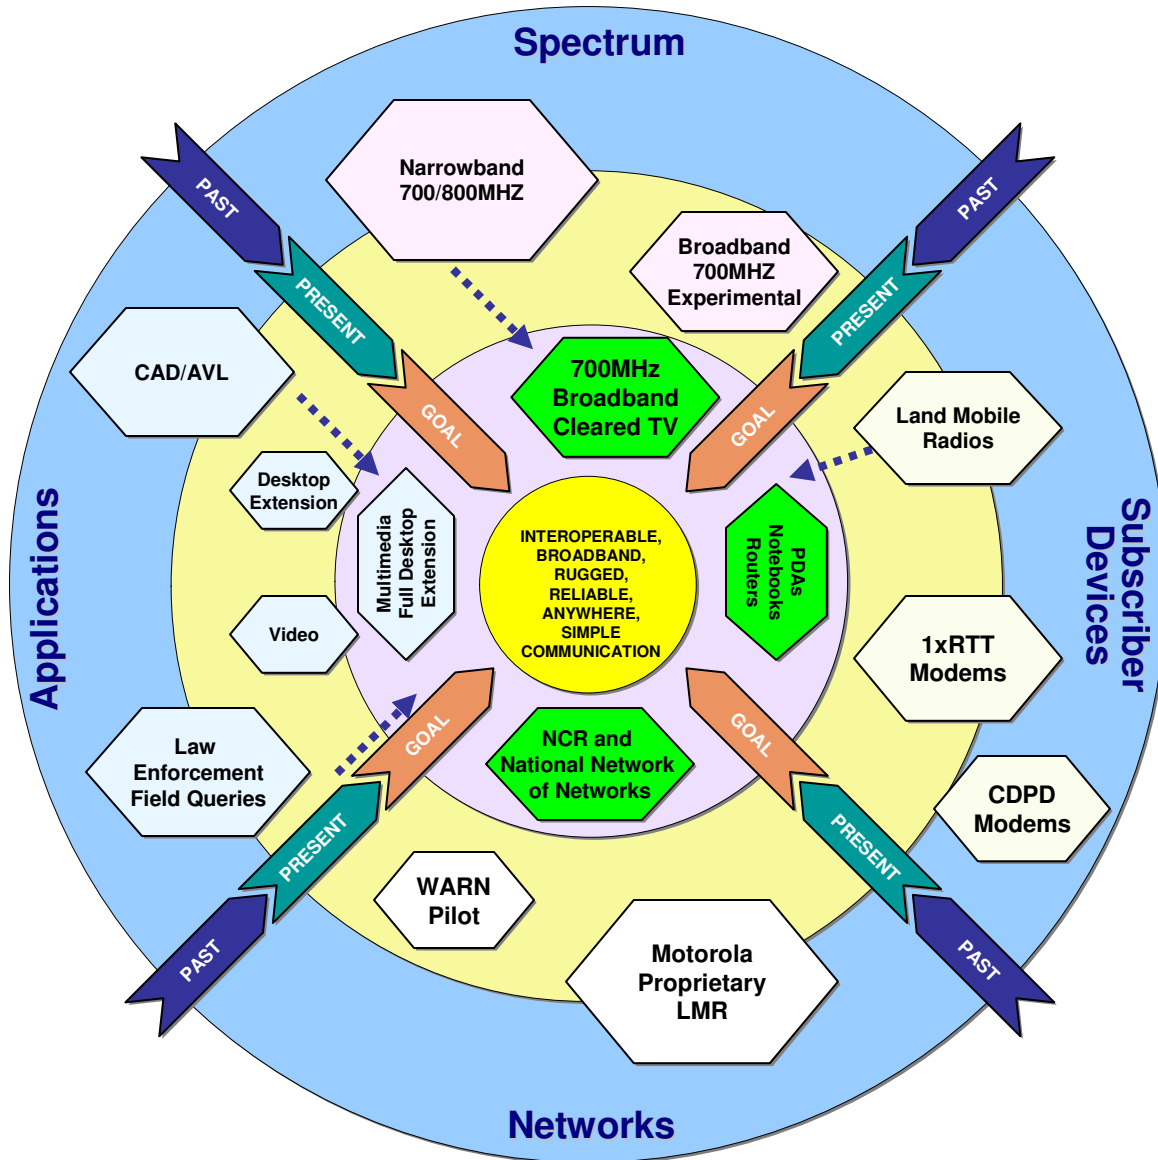 Spectrum
Narrowband
700/800MHZ
PAST
PAST
Broadband
700MHZ
Experimental
PRESENT
PRESENT
CAD/AVL
700MHz
Broadband
Cleared TV
GOAL
GOAL
Land Mobile
Radios
Desktop
Extension
Applications
Multimedia
Full Desktop
Extension
INTEROPERABLE,
BROADBAND,
RUGGED,
RELIABLE,
ANYWHERE,
SIMPLE
COMMUNICATION
PDAs
Notebooks
Routers
Subscriber
Devices
Video
1xRTT
Modems
Law
Enforcement
Field Queries
GOAL
NCR and
National Network
of Networks
GOAL
CDPD
Modems
PRESENT
PRESENT
WARN
Pilot
Motorola
Proprietary
LMR
PAST
PAST
Networks